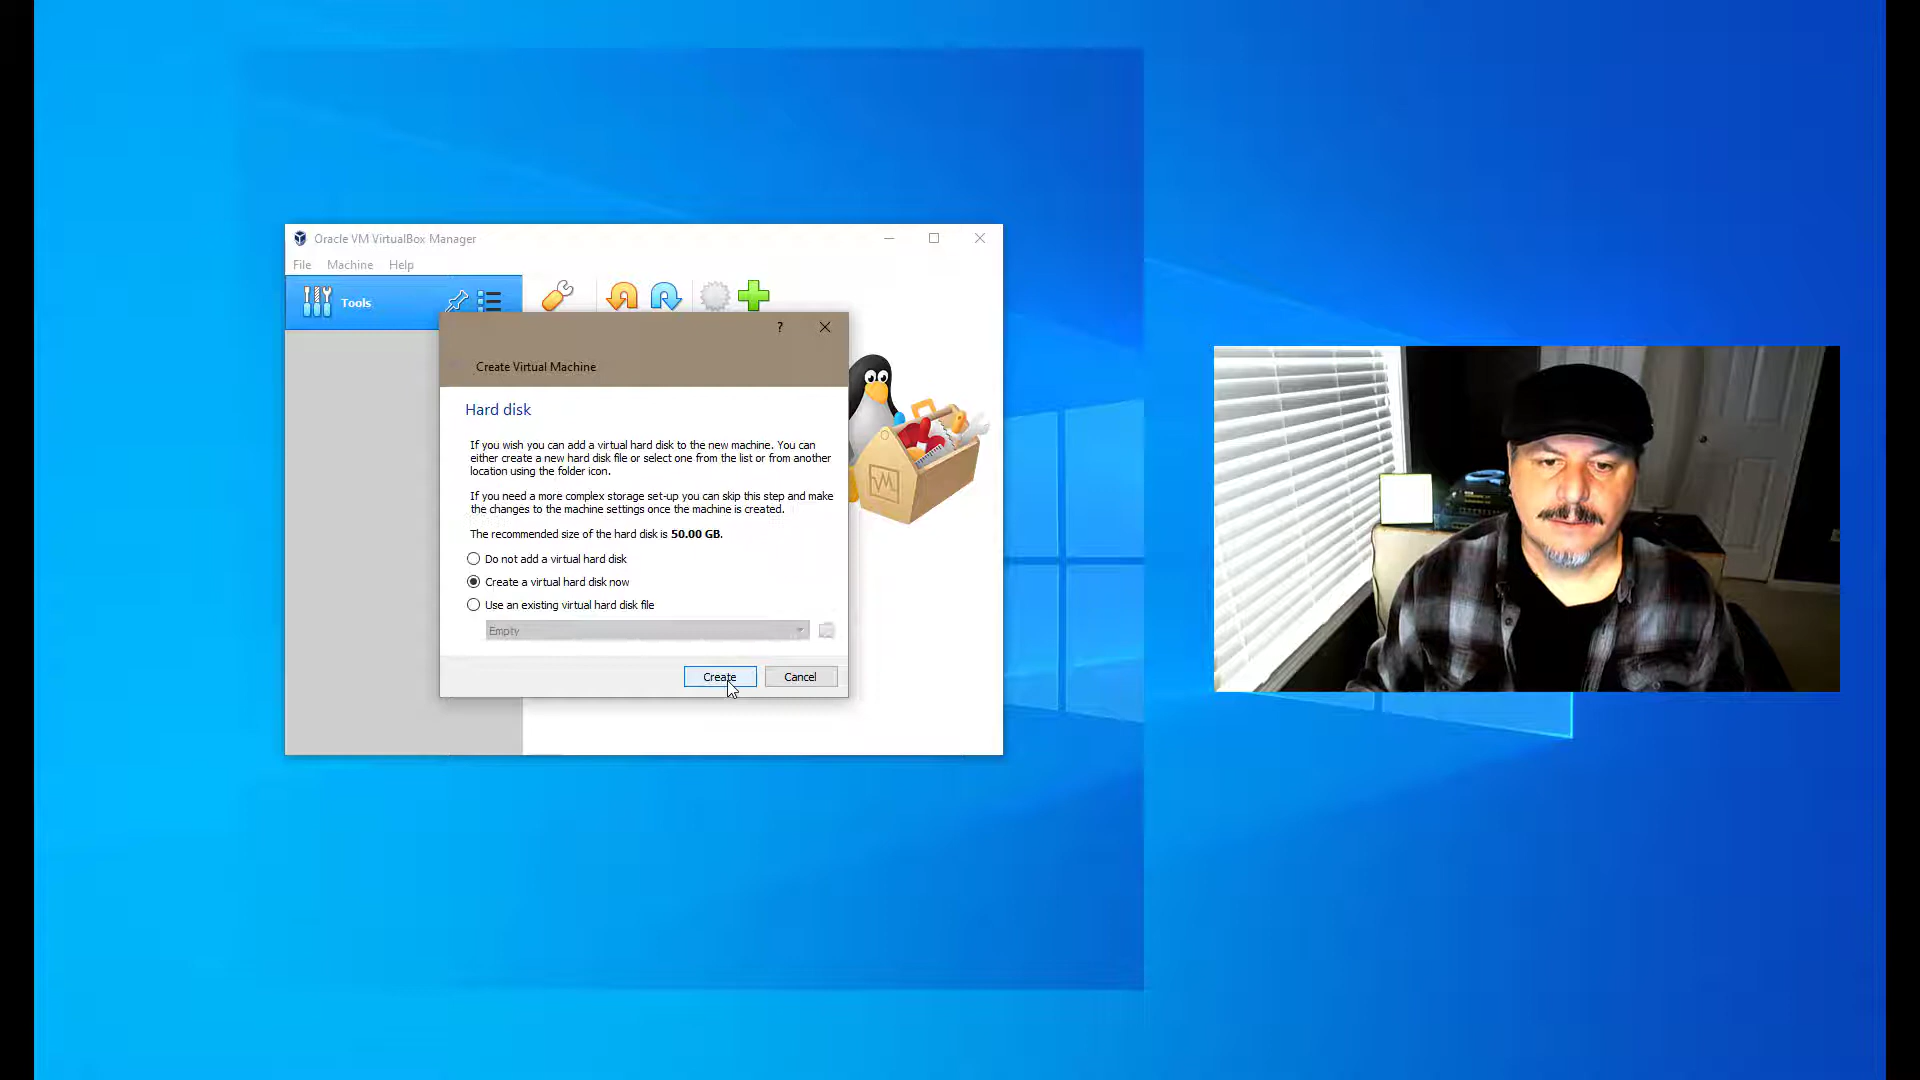 Oracle VM VirtualBox Manager
File Machine Help
Tools
?
Create Virtual Machine
Hard disk
If you wish you can add a virtual hard disk to the new machine. You can
either create a new hard disk file or select one from the list or from another
location using the folder icon.
If you need a more complex storage set-up you can skip this step and make
the changes to the machine settings once the machine is created.
The recommended size of the hard disk is 50.00 GB.
Do not add a virtual hard disk
Create a virtual hard disk now
Use an existing virtual hard disk file
Empty
Create Cancel